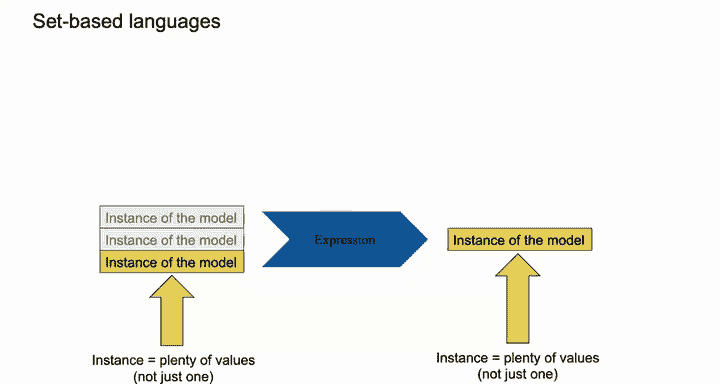 Set-based languages
Instance of the model
Instance of the model
Instance of the model
Expression
Instance of the model
Instance = plenty of values
(not just one)
Instance = plenty of values
(not just one)